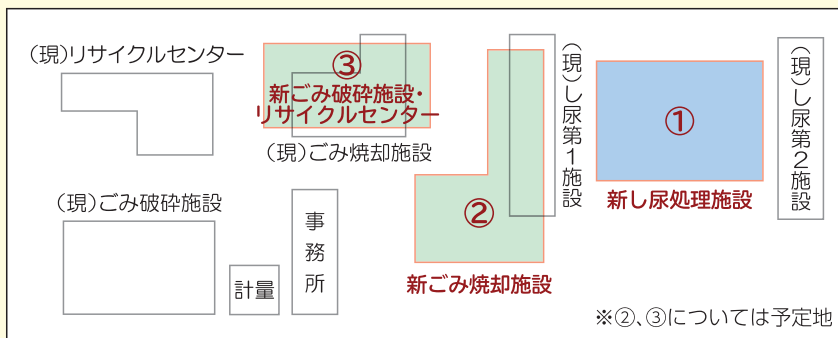 (現)リサイクルセンター
③
新ごみ破砕施設・
リサイクルセンター
(現)ごみ焼却施設
(現)し尿第1施設
①
新し尿処理施設
(現)し尿第2施設
(現)ごみ破砕施設
計量
事務所
②
新ごみ焼却施設
※②、③については予定地